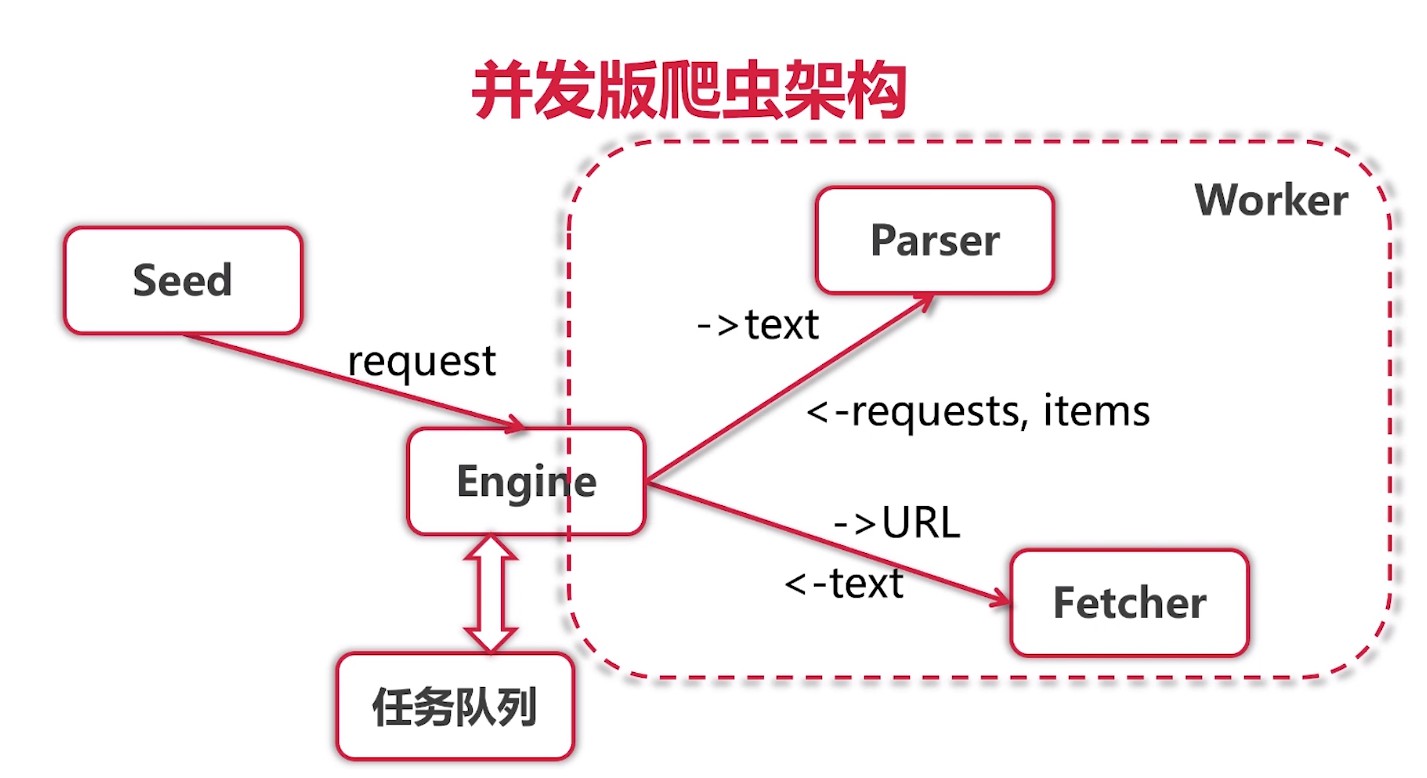 并发版爬虫架构
Worker
Parser
Seed
->text
request
<-requests, items
Engine
->URL
<-text
Fetcher
任务队列